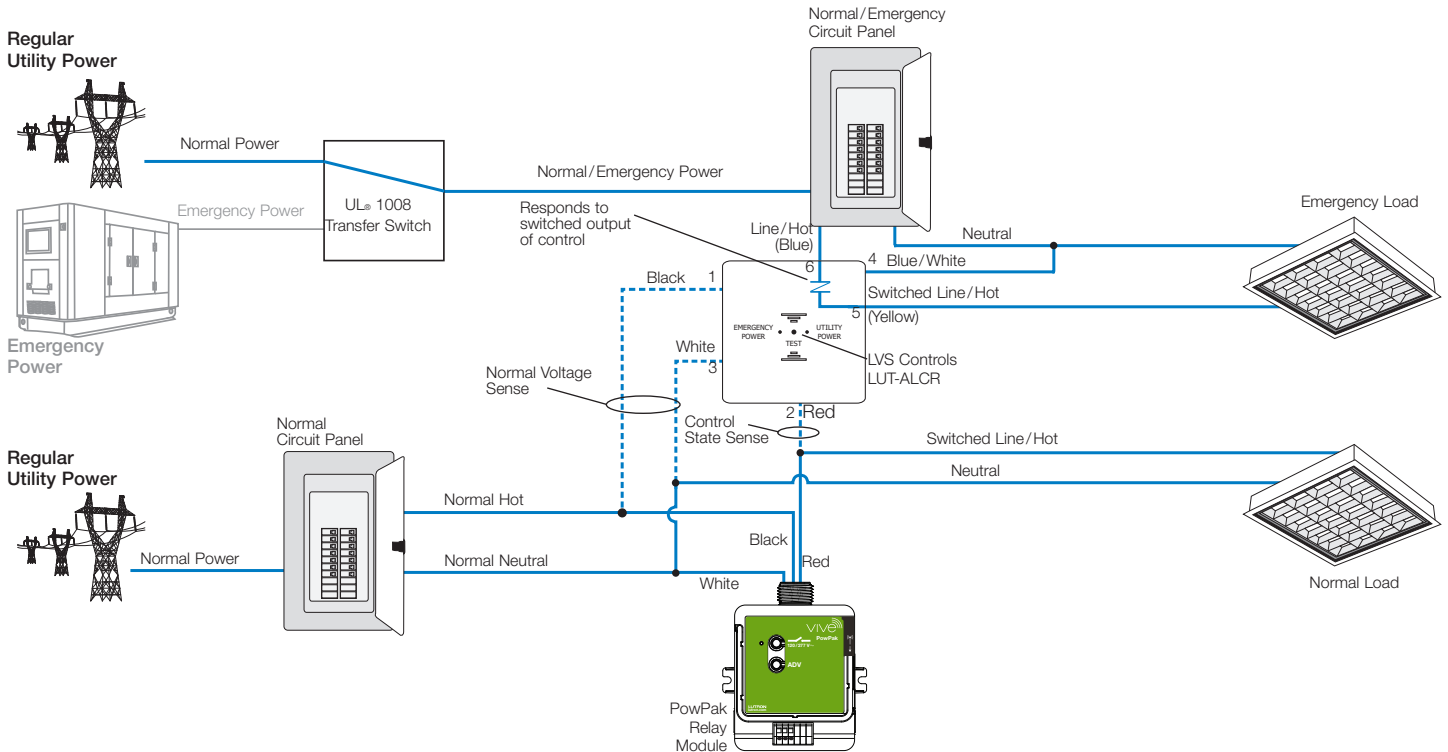 Regular
Utility Power
Normal Power
Emergency Power
Emergency
Power
UL® 1008
Transfer Switch
Normal/Emergency Power
Normal/Emergency
Circuit Panel
Responds to
switched output
of control
Line/Hot
(Blue)
6
4
Neutral
Blue/White
Emergency Load
Black
1
Switched Line/Hot
5
(Yellow)
EMERGENCY
POWER
UTILITY
POWER
TEST
White
3
LVS Controls
LUT-ALCR
Normal Voltage
Sense
2 Red
Control
State Sense
Switched Line/Hot
Neutral
Normal Load
Normal
Circuit Panel
Regular
Utility Power
Normal Power
Normal Hot
Normal Neutral
Black
Red
White
VIVE
PowPak
120/277 V~
ADV
LUTRON
PowPak
Relay
Module